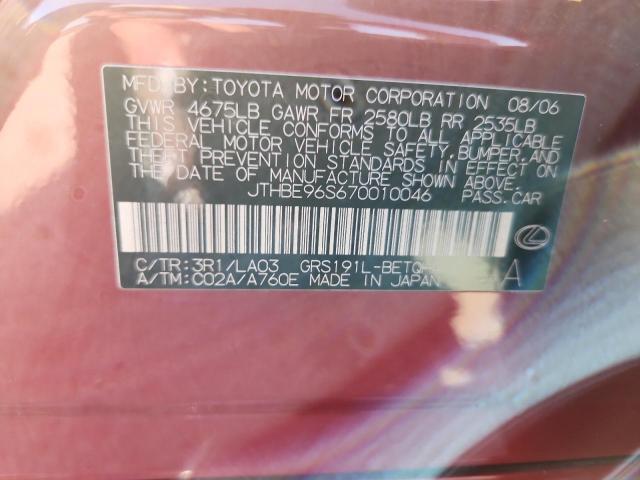 MFD. BY: TOYOTA MOTOR CORPORATION 08/06
GVWR 4675LB GAWR FR 2580LB RR 2535LB
THIS VEHICLE CONFORMS TO ALL APPLICABLE
FEDERAL MOTOR VEHICLE SAFETY, BUMPER, AND
THEFT PREVENTION STANDARDS IN EFFECT ON
THE DATE OF MANUFACTURE SHOWN ABOVE.
JTHBE96S670010046 PASS.CAR
C/TR: 3R1/LA03 GRS191L-BETQ
A/TM: C02A/A760E MADE IN JAPAN A